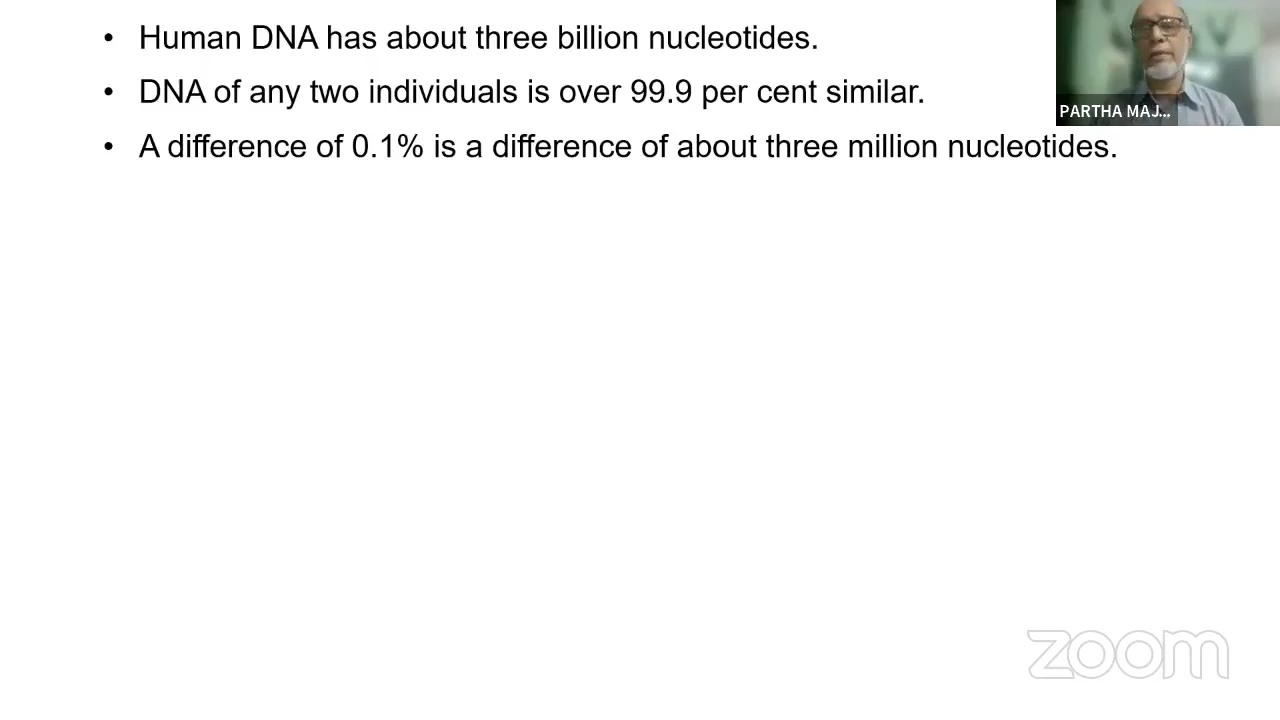 • Human DNA has about three billion nucleotides.
• DNA of any two individuals is over 99.9 per cent similar.
PARTHA MAJ...
• A difference of 0.1% is a difference of about three million nucleotides.
zoom